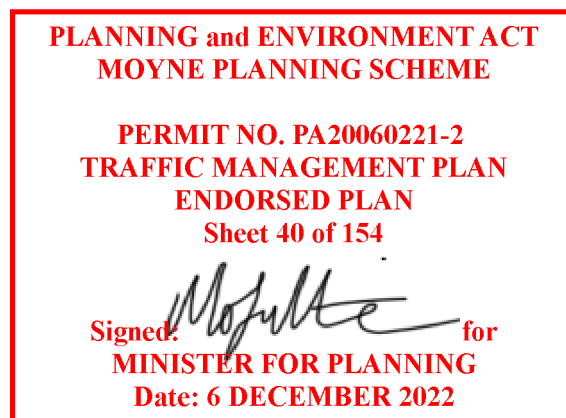 PLANNING and ENVIRONMENT ACT
MOYNE PLANNING SCHEME
PERMIT NO. PA20060221-2
TRAFFIC MANAGEMENT PLAN
ENDORSED PLAN
Sheet 40 of 154
Signed: for
MINISTER FOR PLANNING
Date: 6 DECEMBER 2022